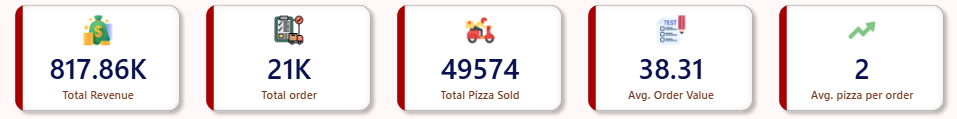 TEST
817.86K
Total Revenue
21K
Total order
49574
Total Pizza Sold
38.31
Avg. Order Value
2
Avg. pizza per order